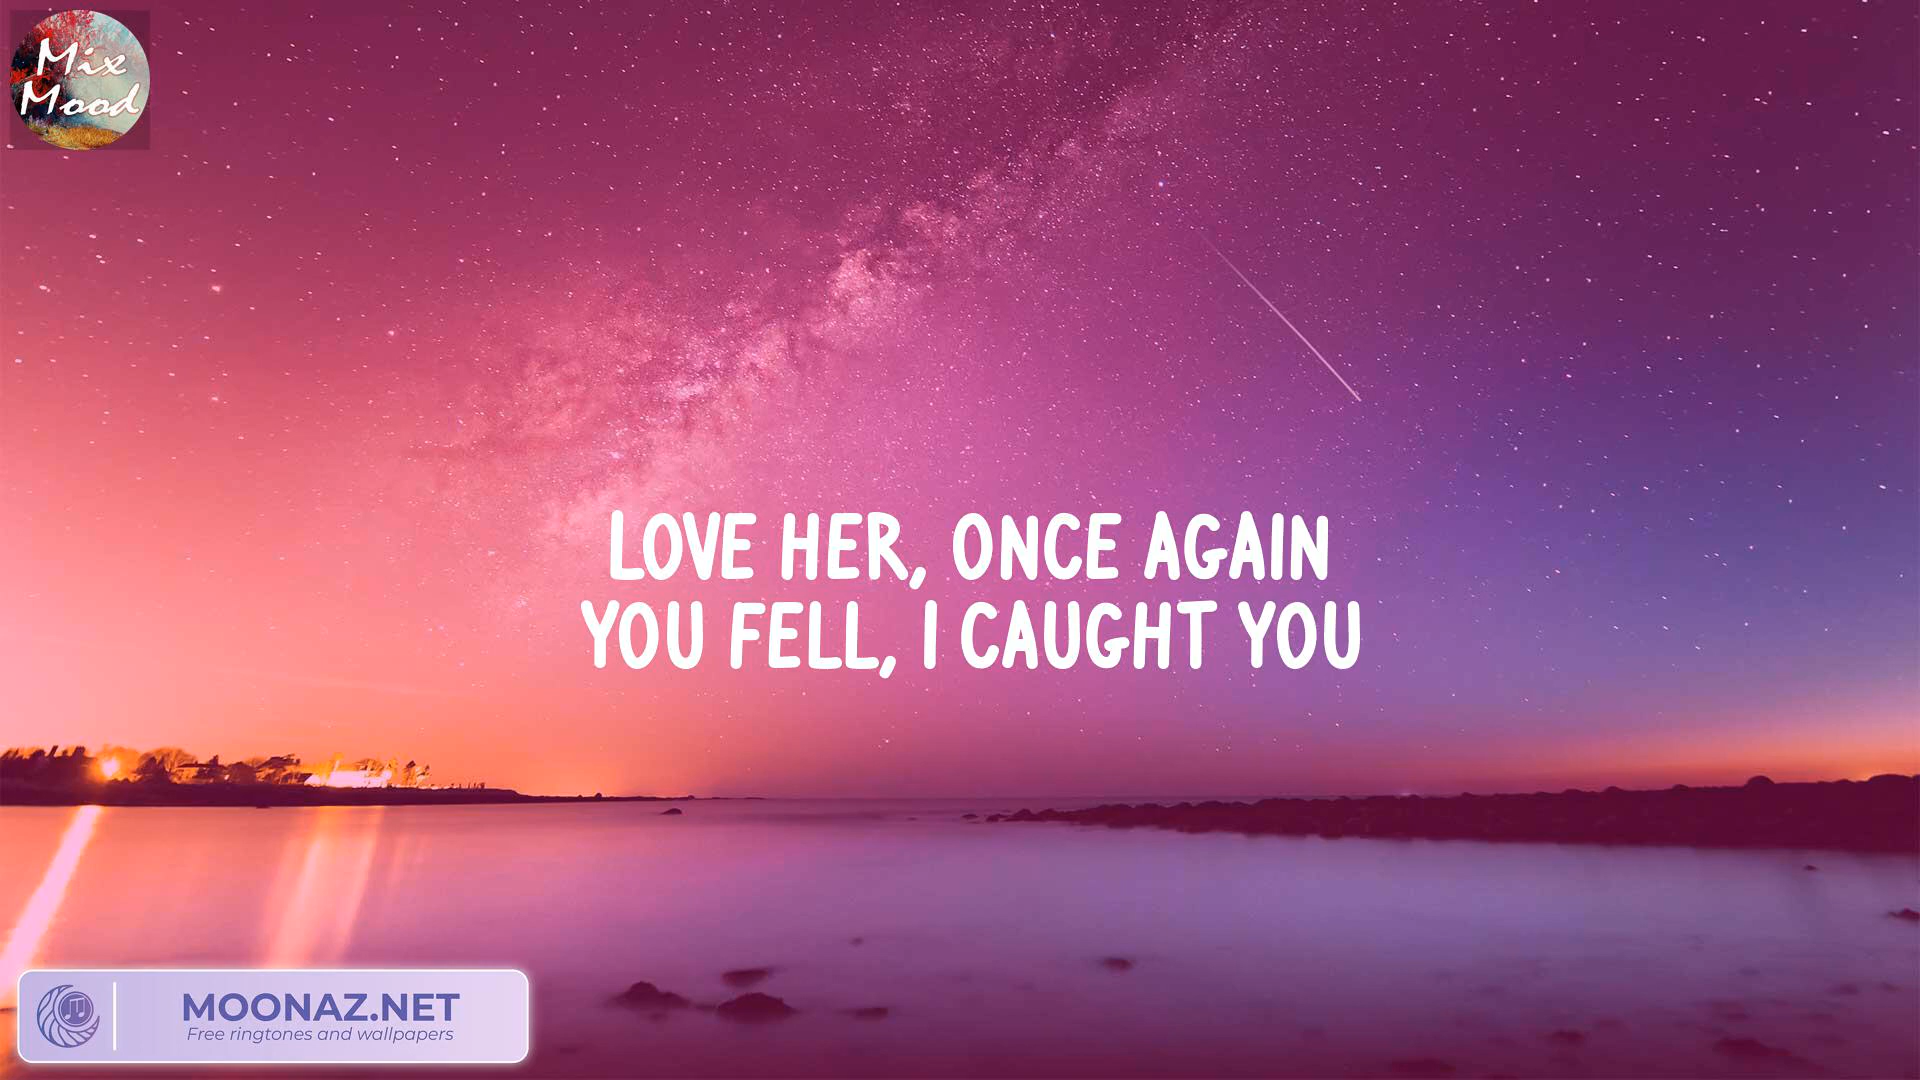 Mix
Mood
LOVE HER, ONCE AGAIN
YOU FELL, I CAUGHT YOU
MOONAZ.NET
Free ringtones and wallpapers